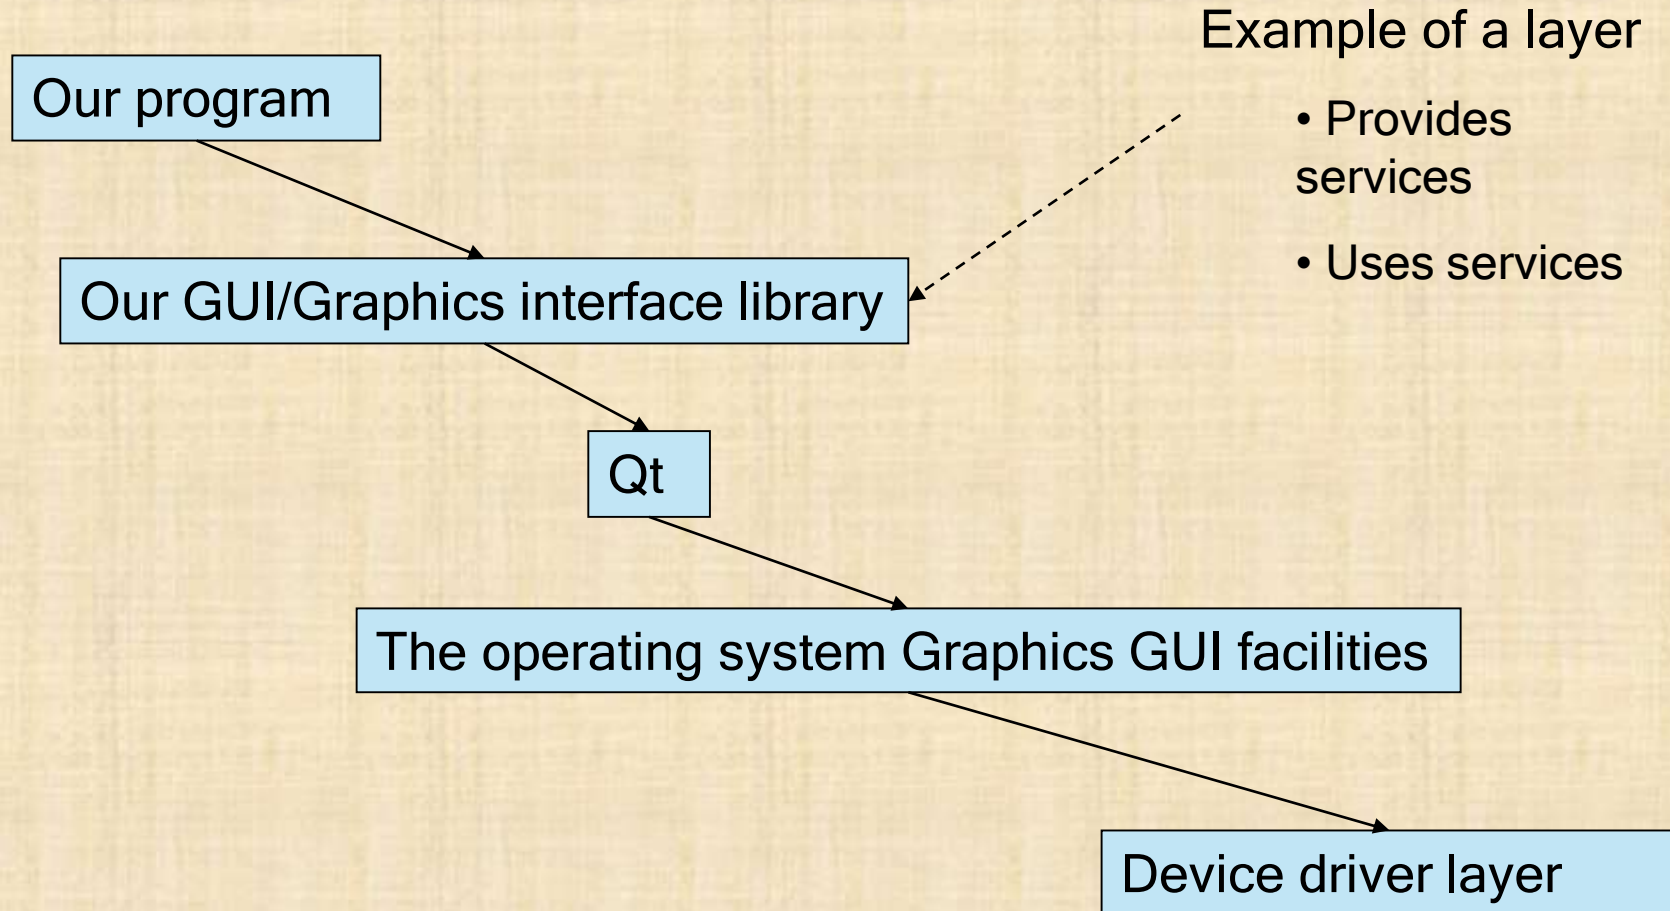 Example of a layer
• Provides
services
• Uses services
Our program
Our GUI/Graphics interface library
Qt
The operating system Graphics GUI facilities
Device driver layer